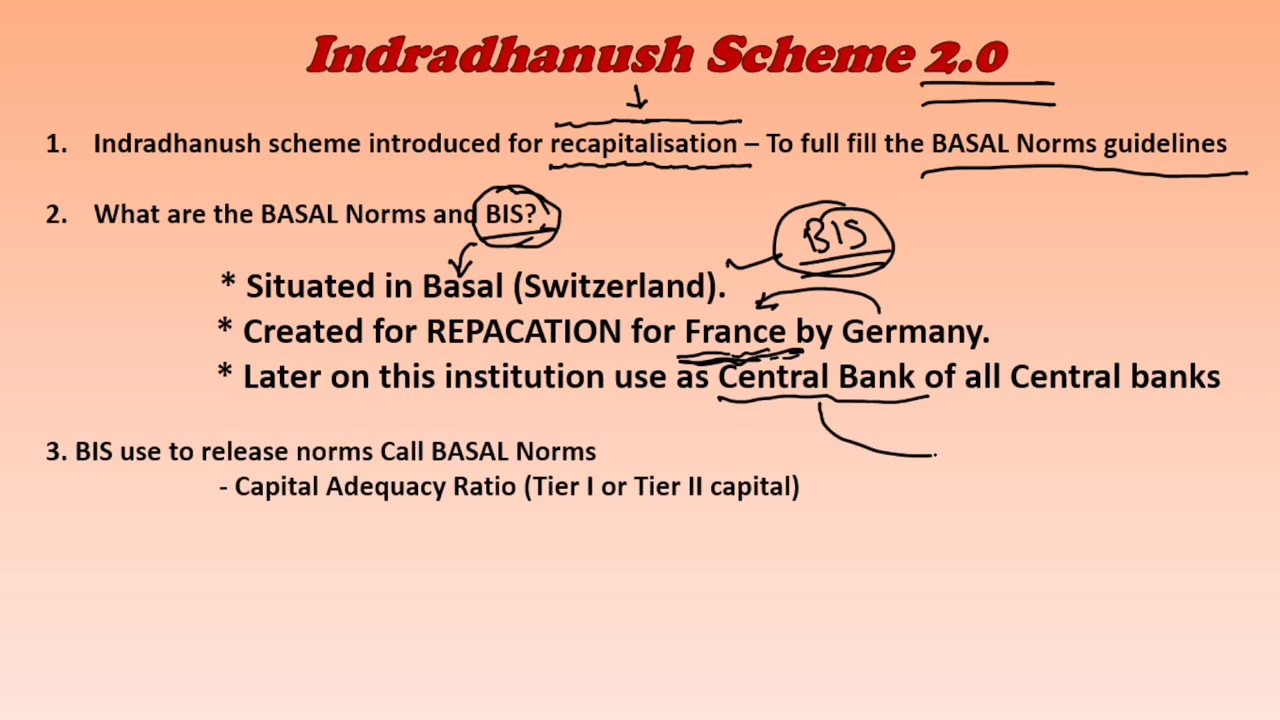 Indradhanush Scheme 2.0
1. Indradhanush scheme introduced for recapitalisation – To full fill the BASAL Norms guidelines
2. What are the BASAL Norms and BIS?
BIS
* Situated in Basal (Switzerland).
* Created for REPACATION for France by Germany.
* Later on this institution use as Central Bank of all Central banks
3. BIS use to release norms Call BASAL Norms
- Capital Adequacy Ratio (Tier I or Tier II capital)